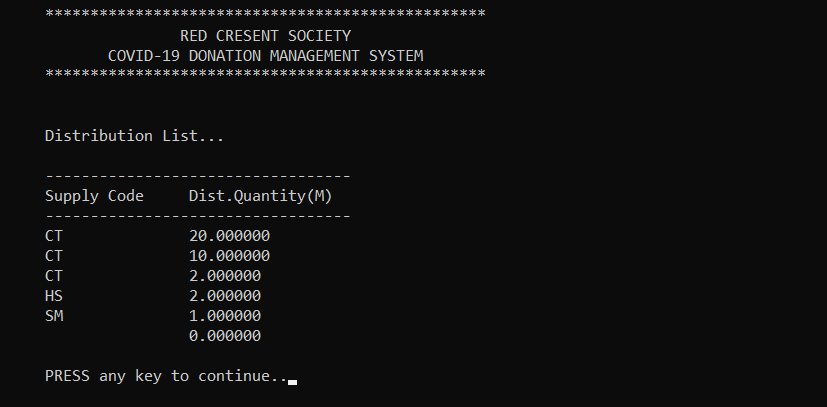 *************************************************
RED CRESENT SOCIETY
COVID-19 DONATION MANAGEMENT SYSTEM
*************************************************
Distribution List...
----------------------------------
Supply Code Dist.Quantity(M)
----------------------------------
CT 20.000000
CT 10.000000
CT 2.000000
HS 2.000000
SM 1.000000
0.000000
PRESS any key to continue..